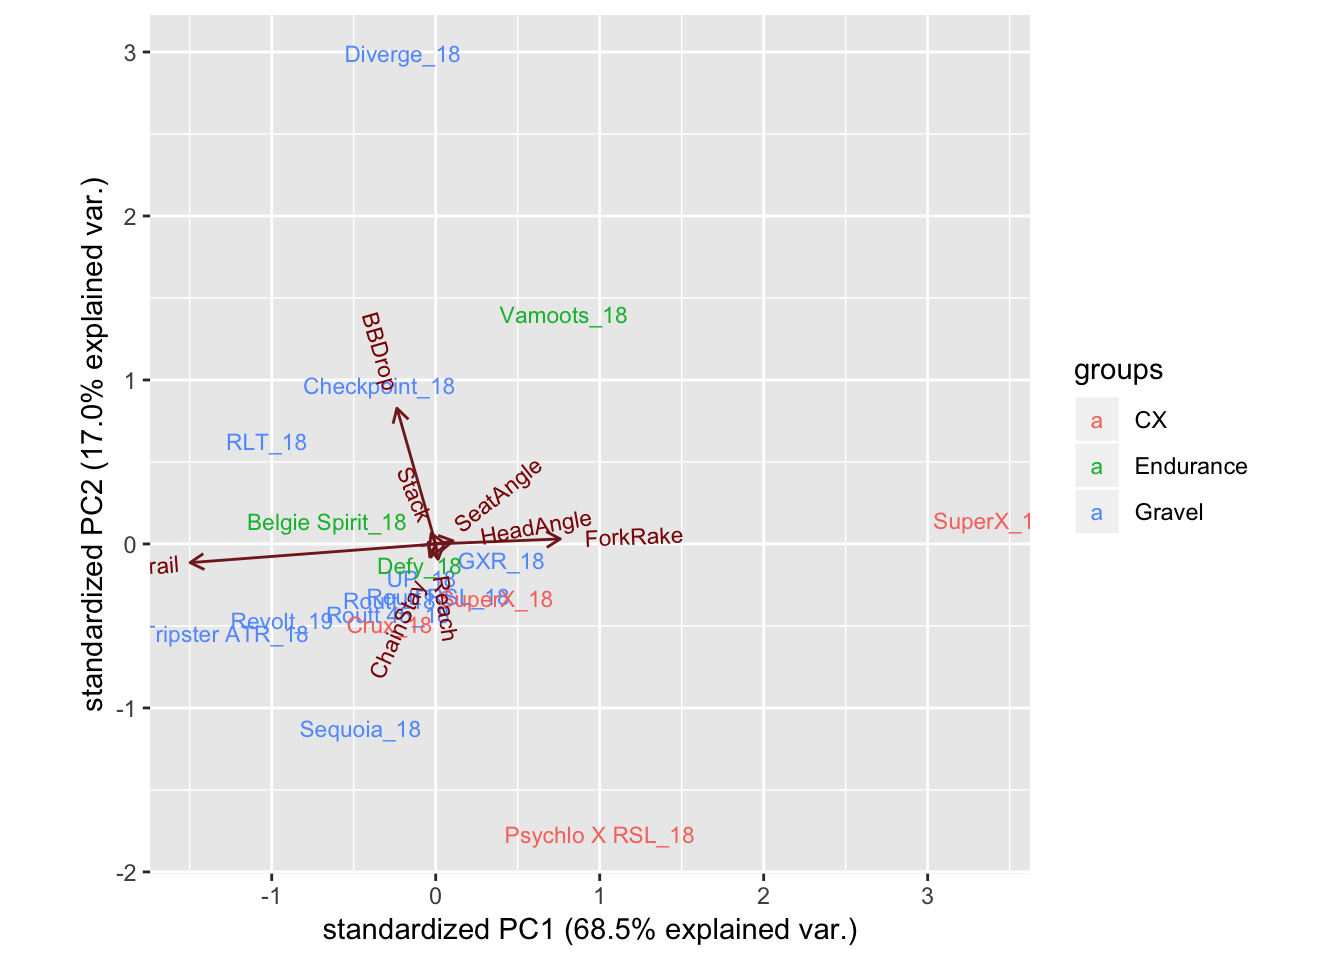 Diverge_18
Vamoots_18
BBDrop
Checkpoint_18
RLT_18
Stack
SeatAngle
Belgie Spirit_18
HeadAngle
ForkRake
SuperX_1
rail
Defy_18
GXR_18
UP_18
SuperX_18
Reach
Revolt_19
Crux_18
ripster ATR_18
ChainStay
Sequoia_18
Psychlo X RSL_18
3
2
1
0
-1
-2
-1
0
1
2
3
standardized PC1 (68.5% explained var.)
standardized PC2 (17.0% explained var.)
groups
a CX
a Endurance
a Gravel